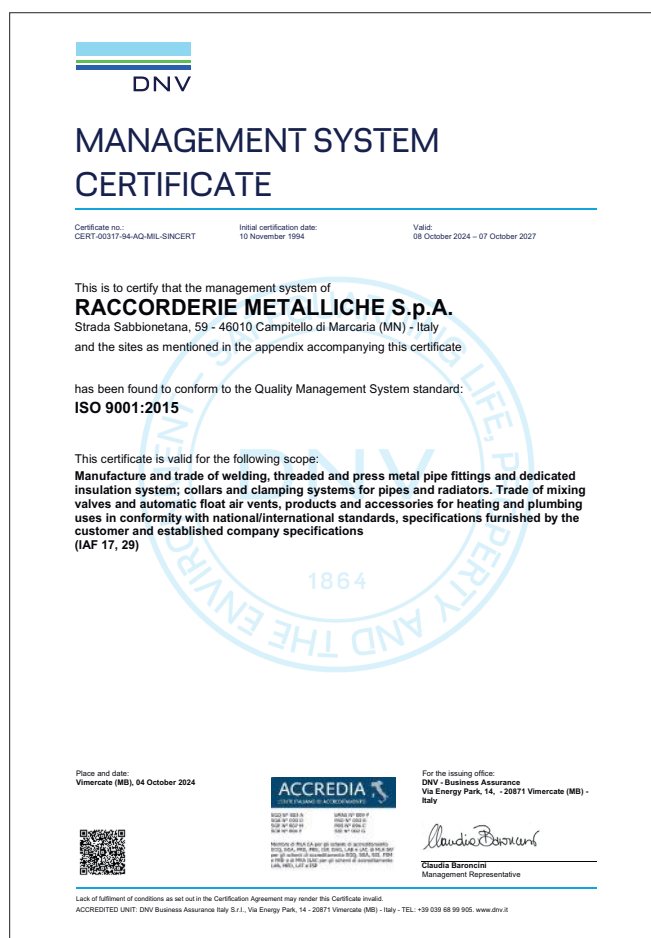 DNV
MANAGEMENT SYSTEM
CERTIFICATE
Certificate no.:
CERT-00317-94-AQ-MIL-SINCERT
Initial certification date:
10 November 1994
Valid:
08 October 2024 – 07 October 2027
This is to certify that the management system of
RACCORDERIE METALLICHE S.p.A.
Strada Sabbionetana, 59 - 46010 Campitello di Marcaria (MN) - Italy
and the sites as mentioned in the appendix accompanying this certificate
has been found to conform to the Quality Management System standard:
ISO 9001:2015
This certificate is valid for the following scope:
Manufacture and trade of welding, threaded and press metal pipe fittings and dedicated
insulation system; collars and clamping systems for pipes and radiators. Trade of mixing
valves and automatic float air vents, products and accessories for heating and plumbing
uses in conformity with national/international standards, specifications furnished by the
customer and established company specifications
(IAF 17, 29)
SAFEGUARDING LIFE, PROPERTY AND THE ENVIRONMENT
DNV
1864
Place and date:
Vimercate (MB), 04 October 2024
ACCREDIA
L'ENTE ITALIANO DI ACCREDITAMENTO
For the issuing office:
DNV - Business Assurance
Via Energy Park, 14, - 20871 Vimercate (MB) -
Italy
Claudia Baroncini
Claudia Baroncini
Management Representative
Lack of fulfilment of conditions as set out in the Certification Agreement may render this Certificate invalid.
ACCREDITED UNIT: DNV Business Assurance Italy S.r.l., Via Energy Park, 14 - 20871 Vimercate (MB) - Italy - TEL: +39 039 68 99 905. www.dnv.it